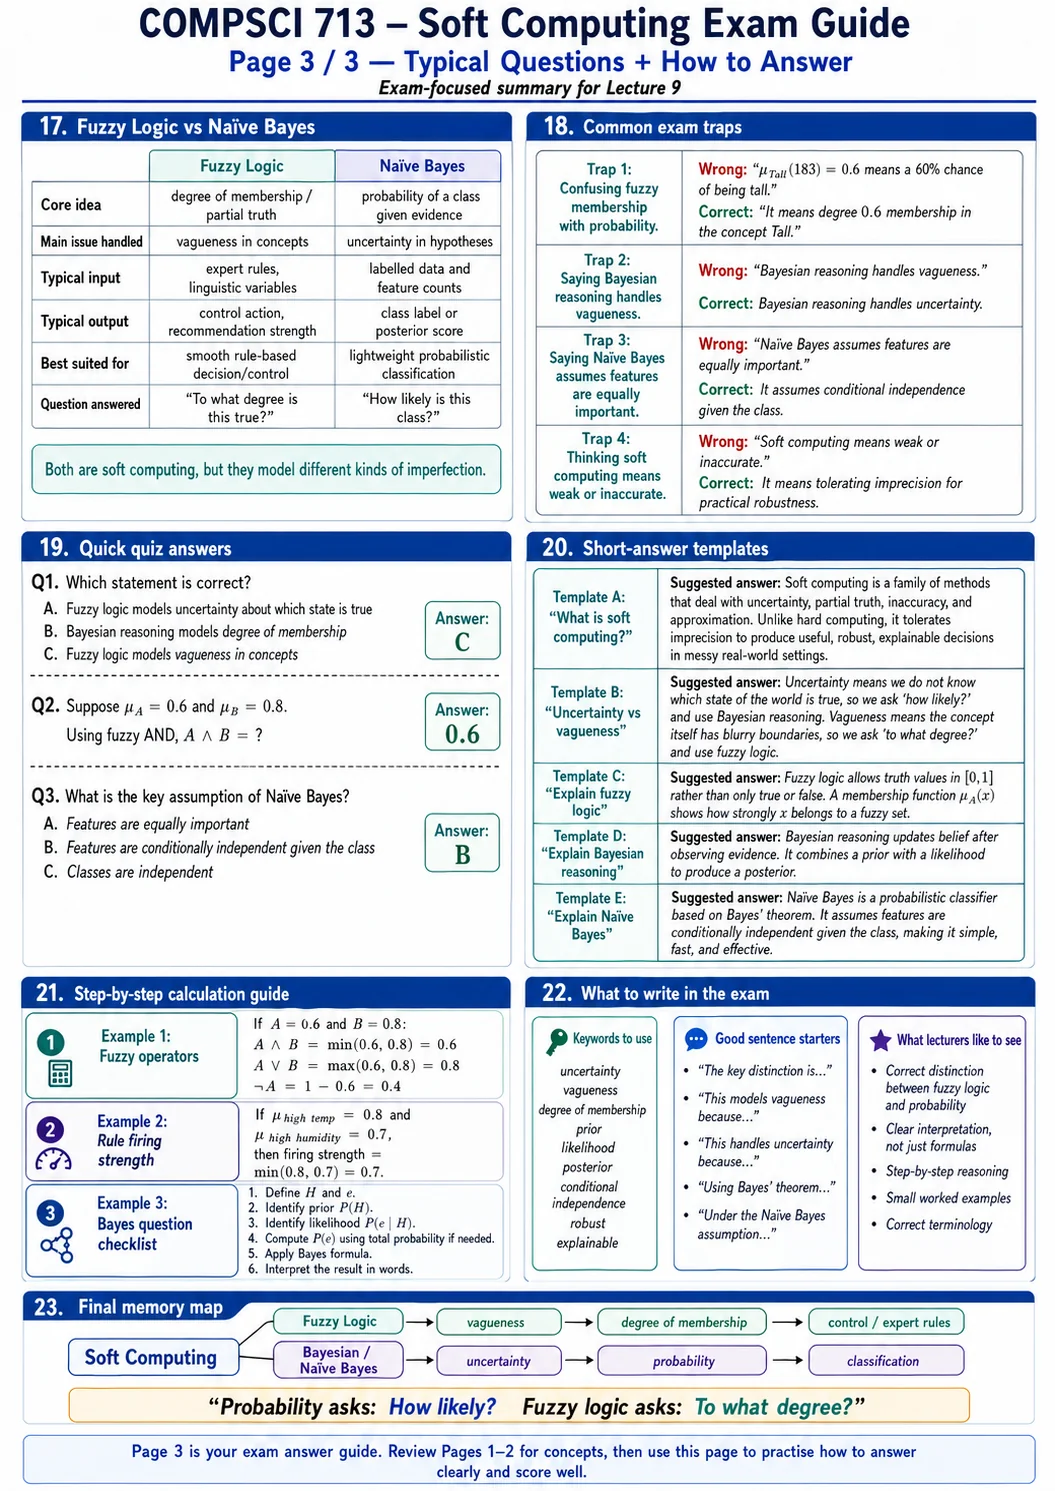 COMPSCI 713 – Soft Computing Exam Guide
Page 3 / 3 — Typical Questions + How to Answer
Exam-focused summary for Lecture 9
17. Fuzzy Logic vs Naïve Bayes
Fuzzy Logic
Naïve Bayes
Core idea
degree of membership /
partial truth
probability of a class
given evidence
Main issue handled
vagueness in concepts
uncertainty in hypotheses
Typical input
expert rules,
linguistic variables
labelled data and
feature counts
Typical output
control action,
recommendation strength
class label or
posterior score
Best suited for
smooth rule-based
decision/control
lightweight probabilistic
classification
Question answered
“To what degree is
this true?”
“How likely is this
class?”
Both are soft computing, but they model different kinds of imperfection.
18. Common exam traps
Trap 1:
Confusing fuzzy
membership
with probability.
Wrong: “μ_Tall(183) = 0.6 means a 60% chance
of being tall.”
Correct: “It means degree 0.6 membership in
the concept Tall.”
Trap 2:
Saying Bayesian
reasoning handles
vagueness.
Wrong: “Bayesian reasoning handles vagueness.”
Correct: Bayesian reasoning handles uncertainty.
Trap 3:
Saying Naïve Bayes
assumes features
are equally
important.
Wrong: “Naïve Bayes assumes features are
equally important.”
Correct: It assumes conditional independence
given the class.
Trap 4:
Thinking soft
computing means
weak or inaccurate.
Wrong: “Soft computing means weak or
inaccurate.”
Correct: It means tolerating imprecision for
practical robustness.
19. Quick quiz answers
Q1. Which statement is correct?
A. Fuzzy logic models uncertainty about which state is true
B. Bayesian reasoning models degree of membership
C. Fuzzy logic models vagueness in concepts
Answer:
C
Q2. Suppose μ_A = 0.6 and μ_B = 0.8.
Using fuzzy AND, A ∧ B = ?
Answer:
0.6
Q3. What is the key assumption of Naïve Bayes?
A. Features are equally important
B. Features are conditionally independent given the class
C. Classes are independent
Answer:
B
20. Short-answer templates
Template A:
“What is soft
computing?”
Suggested answer: Soft computing is a family of methods
that deal with uncertainty, partial truth, inaccuracy, and
approximation. Unlike hard computing, it tolerates
imprecision to produce useful, robust, explainable decisions
in messy real-world settings.
Template B:
“Uncertainty vs
vagueness”
Suggested answer: Uncertainty means we do not know
which state of the world is true, so we ask ‘how likely?’
and use Bayesian reasoning. Vagueness means the concept
itself has blurry boundaries, so we ask ‘to what degree?’
and use fuzzy logic.
Template C:
“Explain fuzzy
logic”
Suggested answer: Fuzzy logic allows truth values in [0,1]
rather than only true or false. A membership function μ_A(x)
shows how strongly x belongs to a fuzzy set.
Template D:
“Explain Bayesian
reasoning”
Suggested answer: Bayesian reasoning updates belief after
observing evidence. It combines a prior with a likelihood
to produce a posterior.
Template E:
“Explain Naïve
Bayes”
Suggested answer: Naïve Bayes is a probabilistic classifier
based on Bayes’ theorem. It assumes features are
conditionally independent given the class, making it simple,
fast, and effective.
21. Step-by-step calculation guide
1
Example 1:
Fuzzy operators
If A = 0.6 and B = 0.8:
A ∧ B = min(0.6, 0.8) = 0.6
A ∨ B = max(0.6, 0.8) = 0.8
¬A = 1 − 0.6 = 0.4
2
Example 2:
Rule firing
strength
If μ_high temp = 0.8 and
μ_high humidity = 0.7,
then firing strength =
min(0.8, 0.7) = 0.7.
3
Example 3:
Bayes question
checklist
1. Define H and e.
2. Identify prior P(H).
3. Identify likelihood P(e | H).
4. Compute P(e) using total probability if needed.
5. Apply Bayes formula.
6. Interpret the result in words.
22. What to write in the exam
Keywords to use
uncertainty
vagueness
degree of membership
prior
likelihood
posterior
conditional
independence
robust
explainable
Good sentence starters
• “The key distinction is...”
• “This models vagueness
because...”
• “This handles uncertainty
because...”
• “Using Bayes’ theorem...”
• “Under the Naïve Bayes
assumption...”
What lecturers like to see
• Correct distinction
between fuzzy logic
and probability
• Clear interpretation,
not just formulas
• Step-by-step reasoning
• Small worked examples
• Correct terminology
23. Final memory map
Soft Computing
Fuzzy Logic
vagueness
degree of membership
control / expert rules
Bayesian /
Naïve Bayes
uncertainty
probability
classification
“Probability asks: How likely? Fuzzy logic asks: To what degree?”
Page 3 is your exam answer guide. Review Pages 1–2 for concepts, then use this page to practise how to answer
clearly and score well.